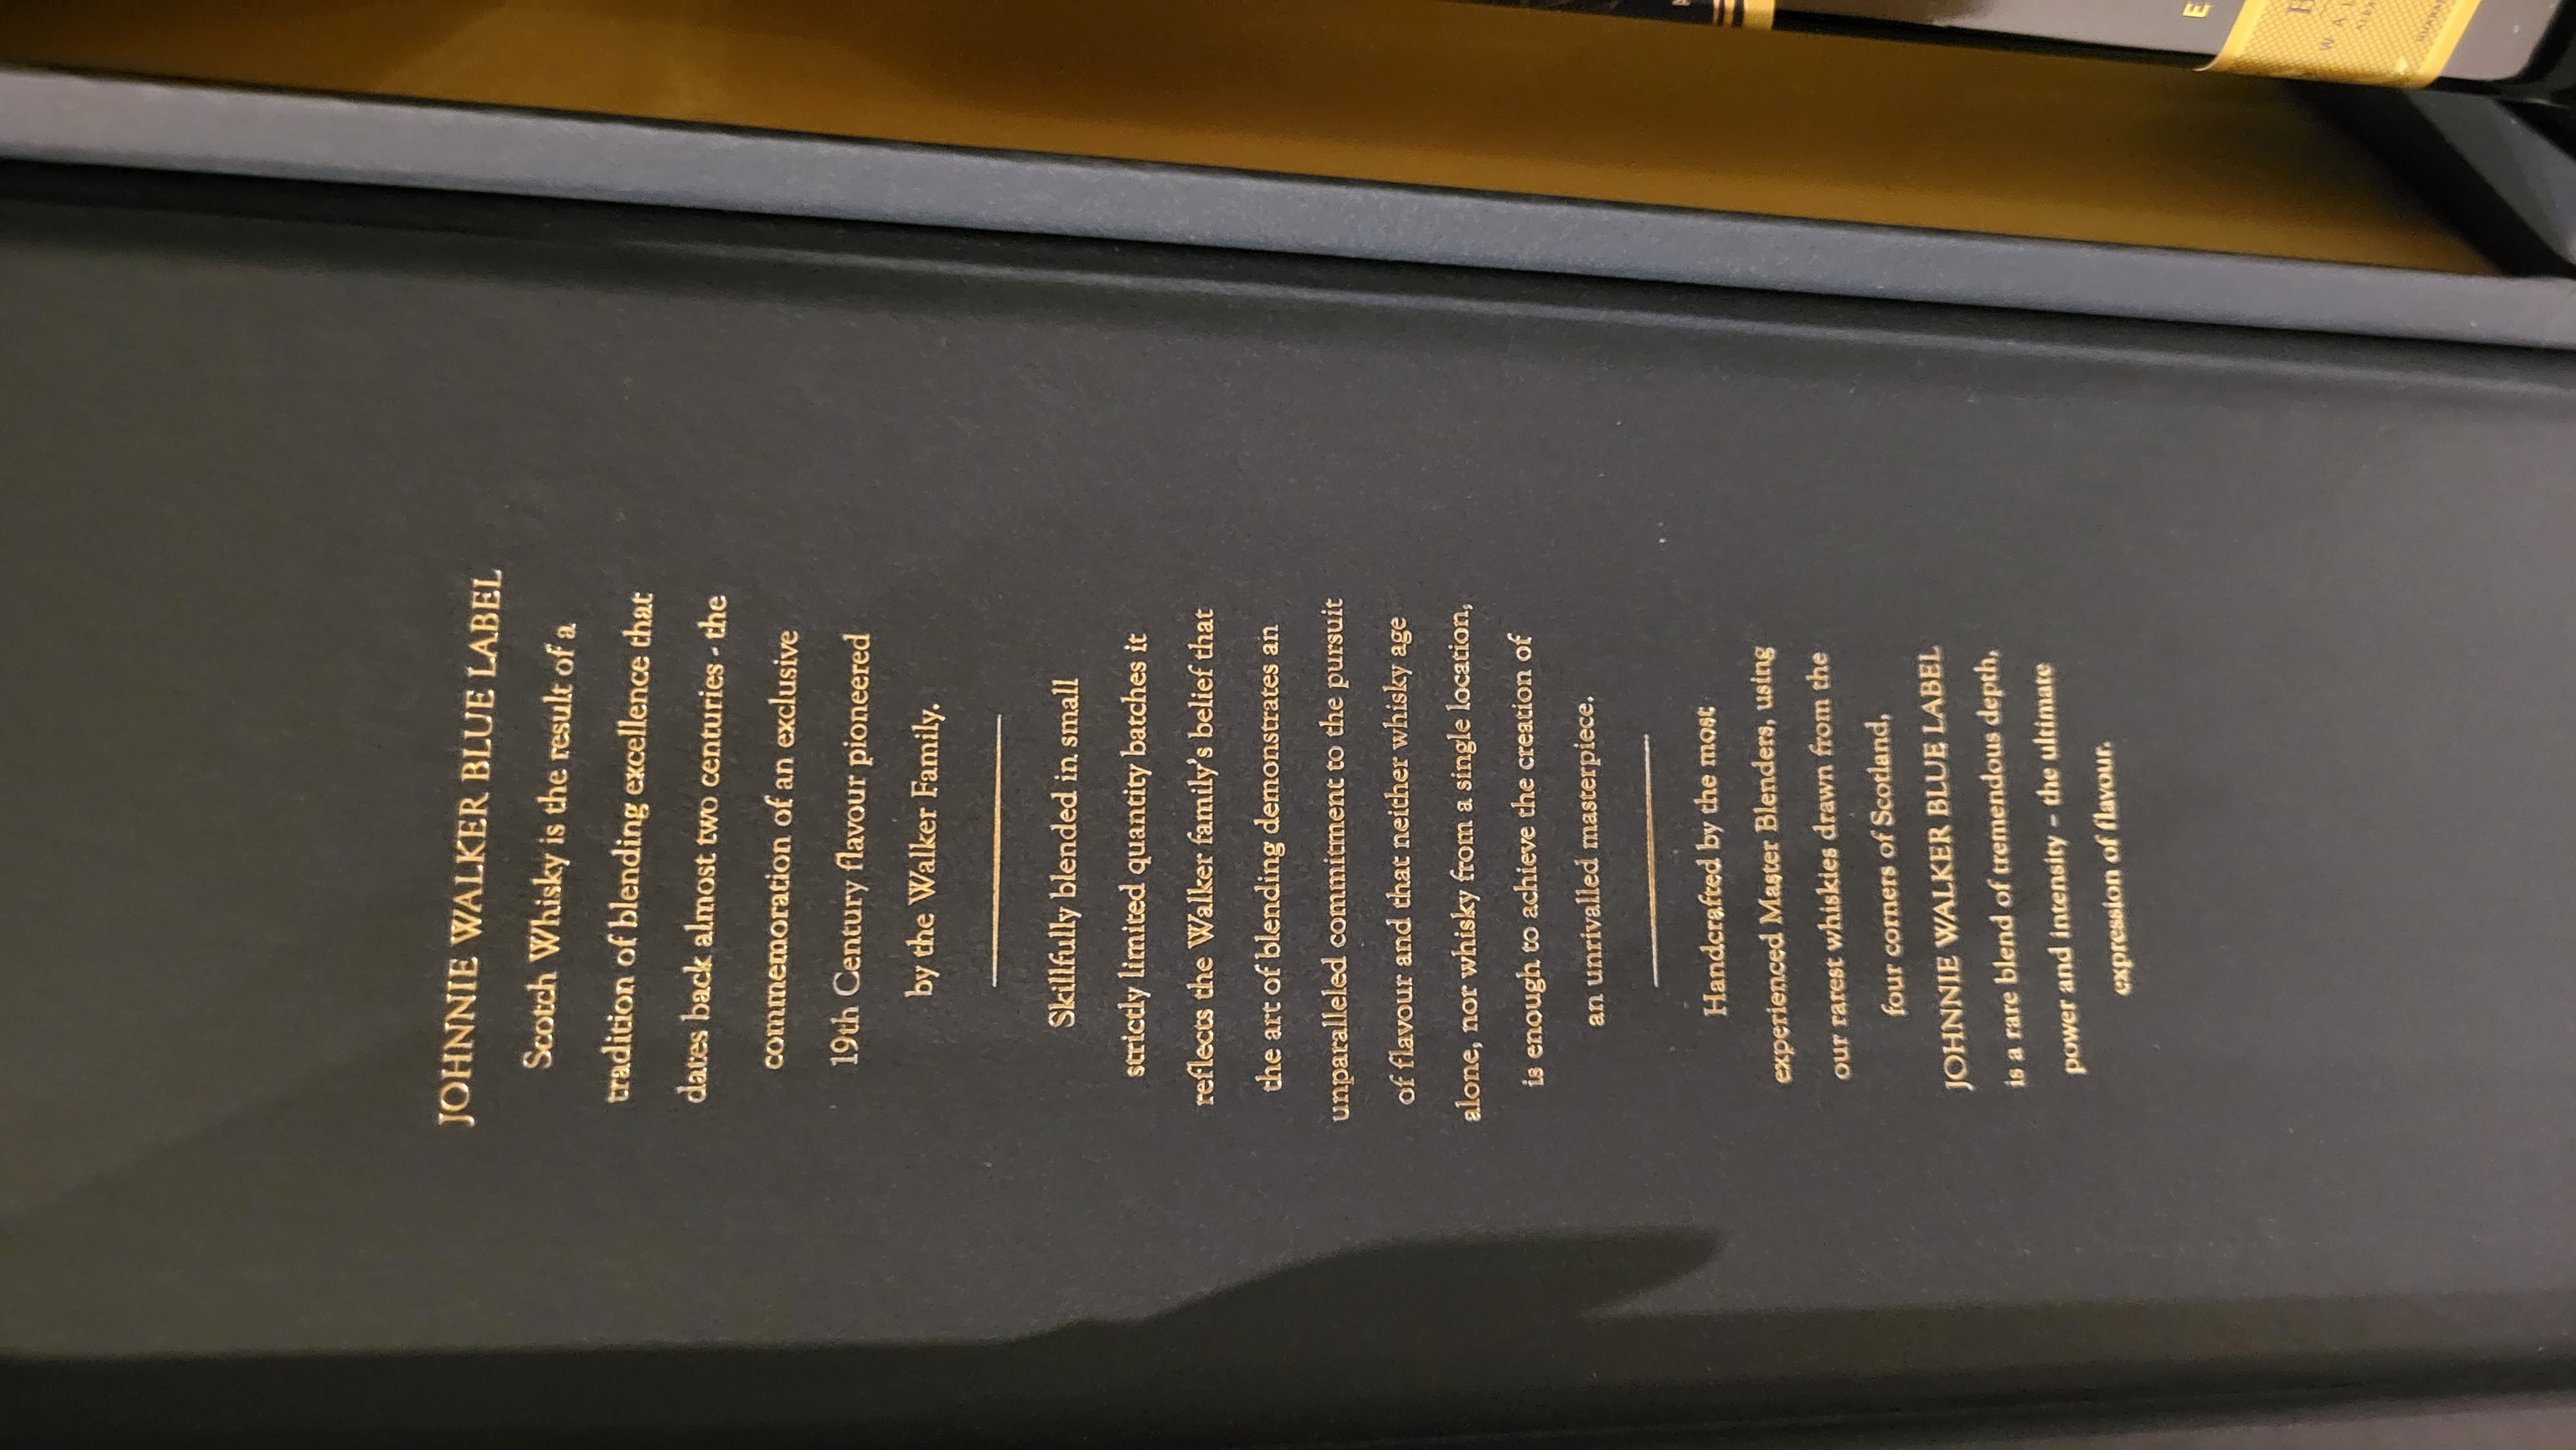 JOHNNIE WALKER BLUE LABEL
Scotch Whisky is the result of a
tradition of blending excellence that
dates back almost two centuries - the
commemoration of an exclusive
19th Century flavour pioneered
by the Walker Family.
Skillfully blended in small
strictly limited quantity batches it
reflects the Walker family's belief that
the art of blending demonstrates an
unparalleled commitment to the pursuit
of flavour and that neither whisky age
alone, nor whisky from a single location,
is enough to achieve the creation of
an unrivalled masterpiece.
Handcrafted by the most
experienced Master Blenders, using
our rarest whiskies drawn from the
four corners of Scotland,
JOHNNIE WALKER BLUE LABEL
is a rare blend of tremendous depth,
power and intensity - the ultimate
expression of flavour.